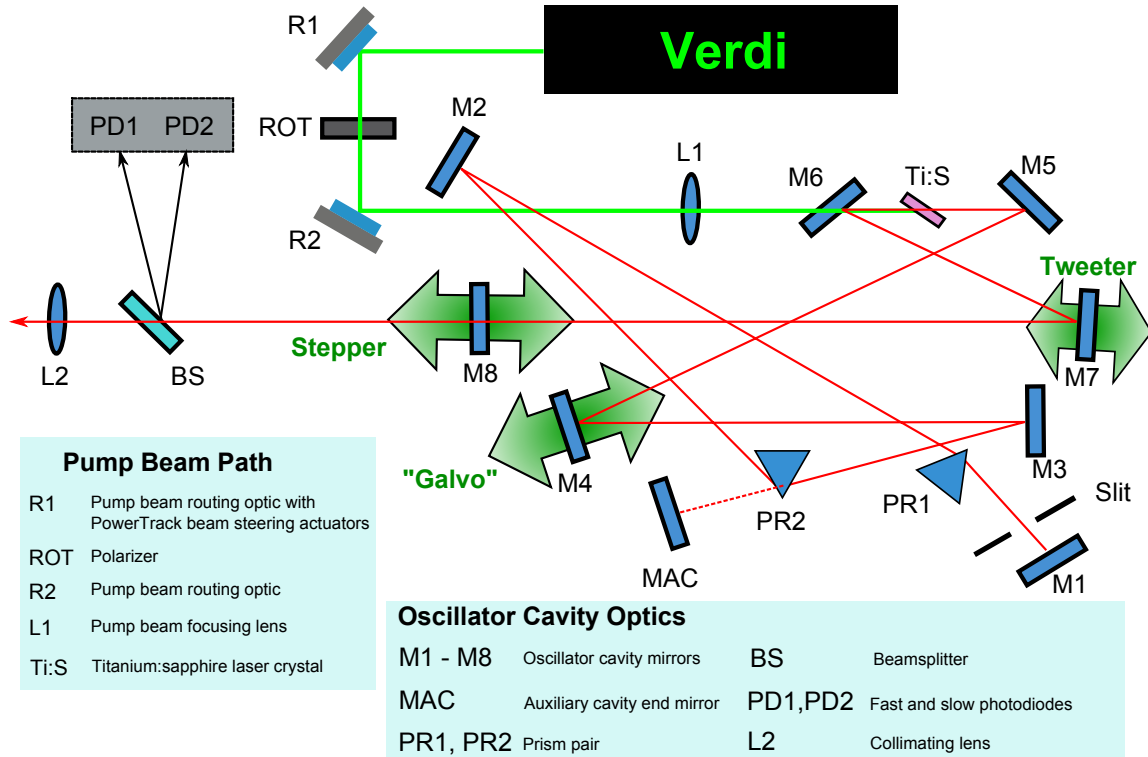 R1
Verdi
PD1 PD2
ROT
M2
L1
M6
Ti:S
M5
R2
Tweeter
Stepper
L2
BS
M8
M7
"Galvo"
M4
M3
PR2
PR1
Slit
MAC
M1
Pump Beam Path
R1 Pump beam routing optic with
PowerTrack beam steering actuators
ROT Polarizer
R2 Pump beam routing optic
L1 Pump beam focusing lens
Ti:S Titanium:sapphire laser crystal
Oscillator Cavity Optics
M1 - M8 Oscillator cavity mirrors BS Beamsplitter
MAC Auxiliary cavity end mirror PD1,PD2 Fast and slow photodiodes
PR1, PR2 Prism pair L2 Collimating lens